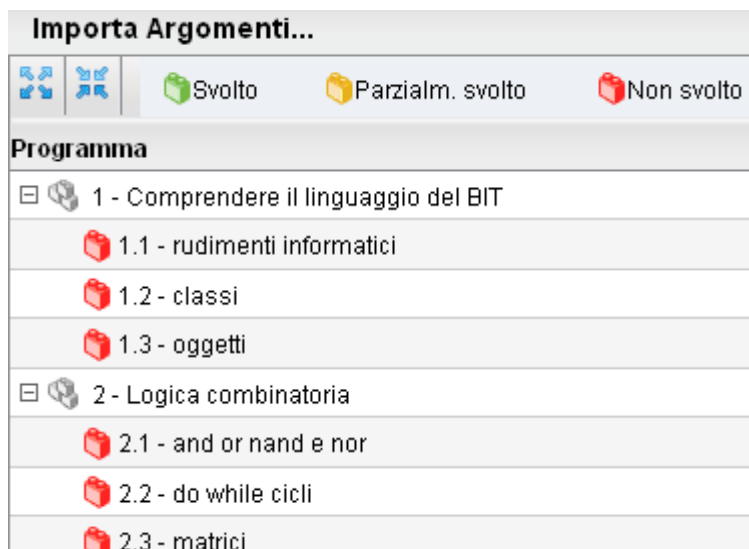 Importa Argomenti...
Svolto Parzialm. svolto Non svolto
Programma
1 - Comprendere il linguaggio del BIT
1.1 - rudimenti informatici
1.2 - classi
1.3 - oggetti
2 - Logica combinatoria
2.1 - and or nand e nor
2.2 - do while cicli
2.3 - matrici